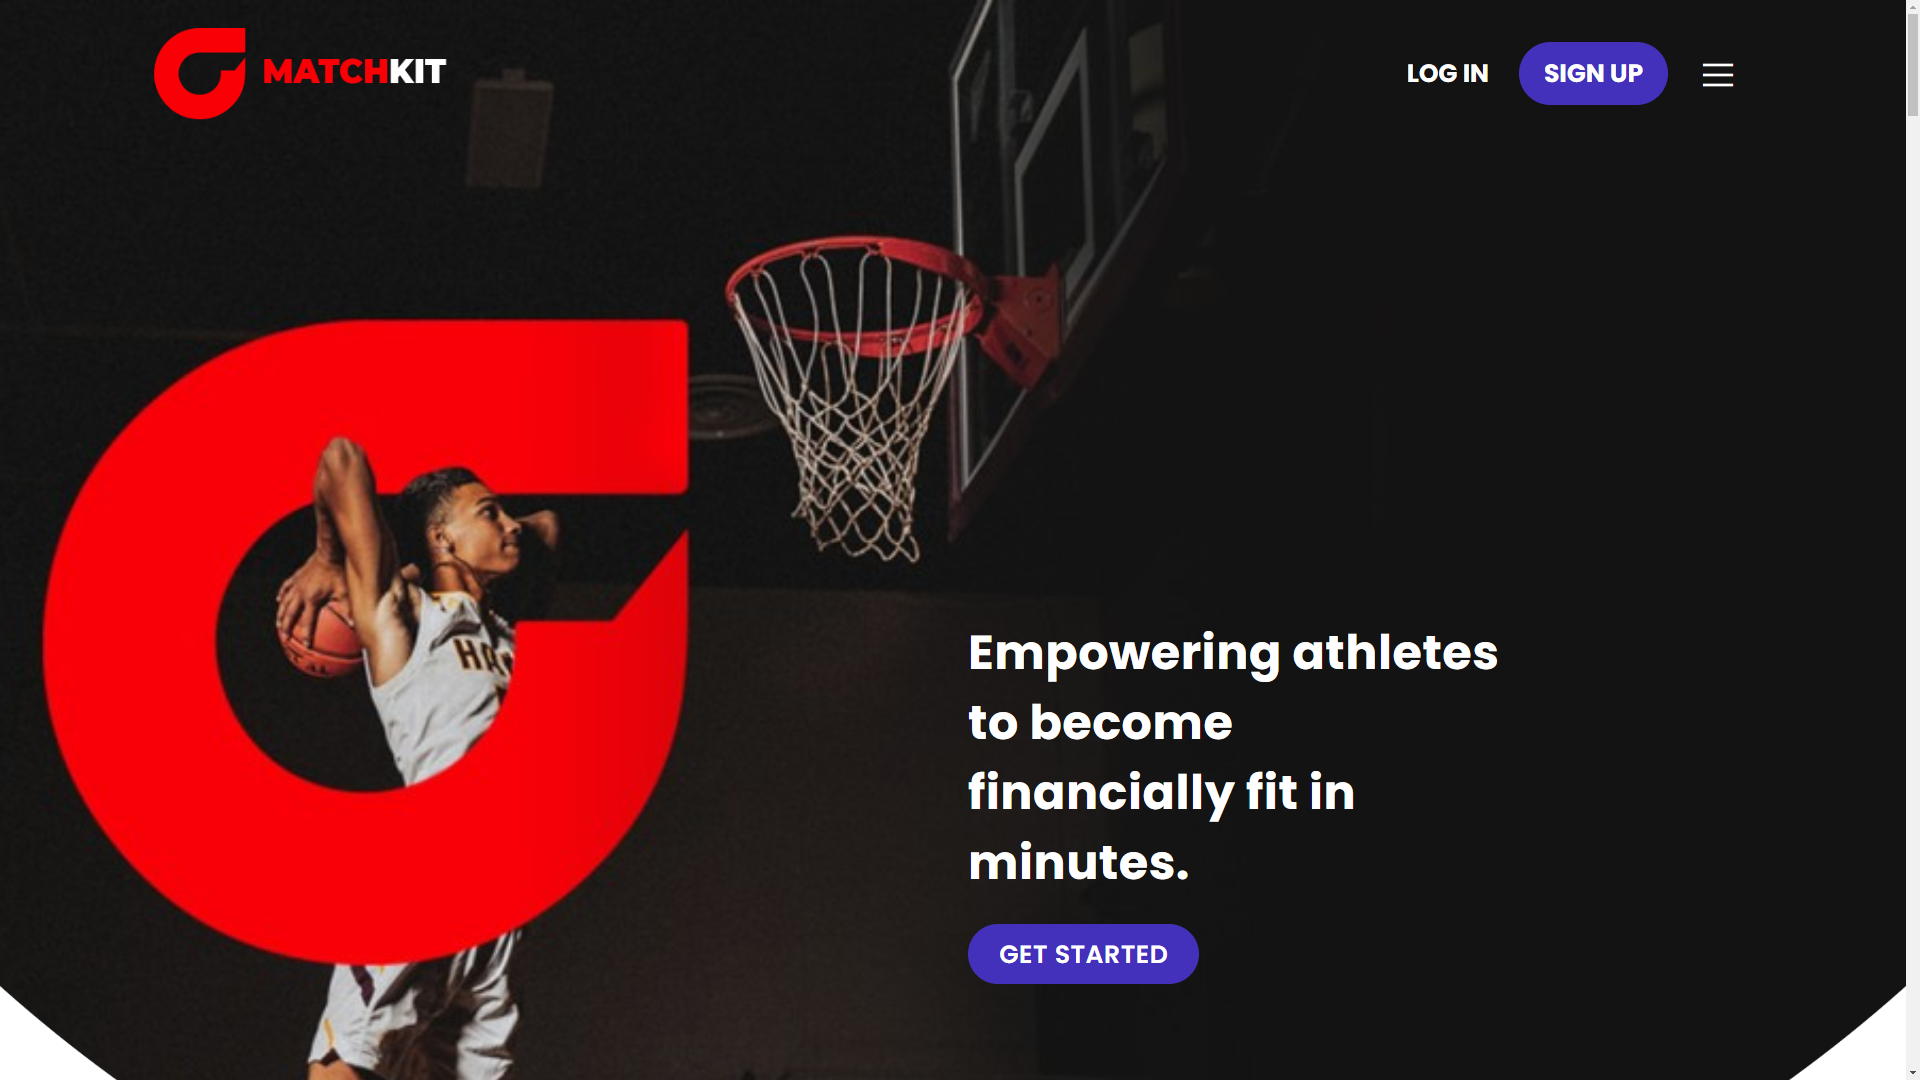 MATCHKIT
LOG IN
SIGN UP
Empowering athletes
to become
financially fit in
minutes.
GET STARTED